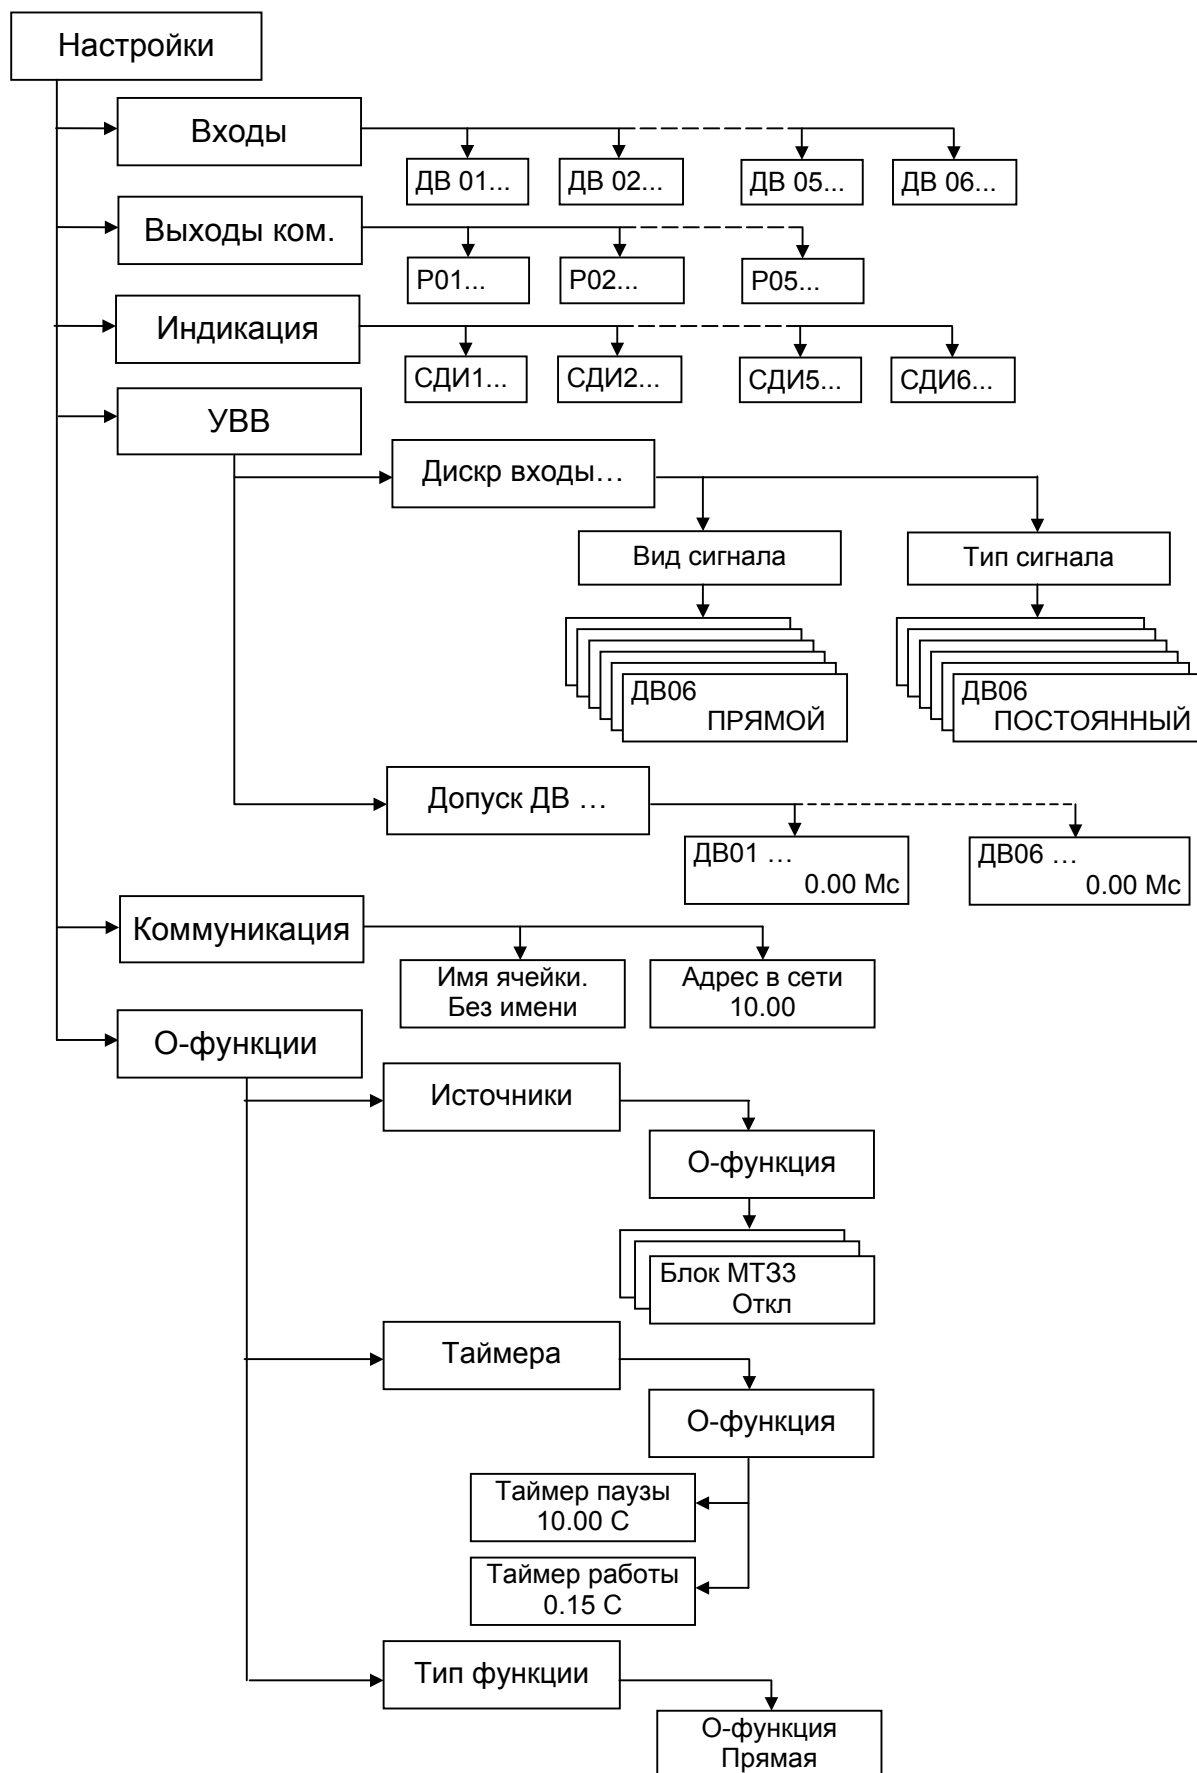 Настройки
Входы
ДВ 01...
ДВ 02...
ДВ 05...
ДВ 06...
Выходы ком.
Р01...
Р02...
Р05...
Индикация
СДИ1...
СДИ2...
СДИ5...
СДИ6...
УВВ
Дискр входы…
Вид сигнала
Тип сигнала
ДВ06
ПРЯМОЙ
ДВ06
ПОСТОЯННЫЙ
Допуск ДВ …
ДВ01 …
0.00 Мс
ДВ06 …
0.00 Мс
Коммуникация
Имя ячейки.
Без имени
Адрес в сети
10.00
О-функции
Источники
О-функция
Блок МТЗ3
Откл
Таймера
О-функция
Таймер паузы
10.00 С
Таймер работы
0.15 С
Тип функции
О-функция
Прямая